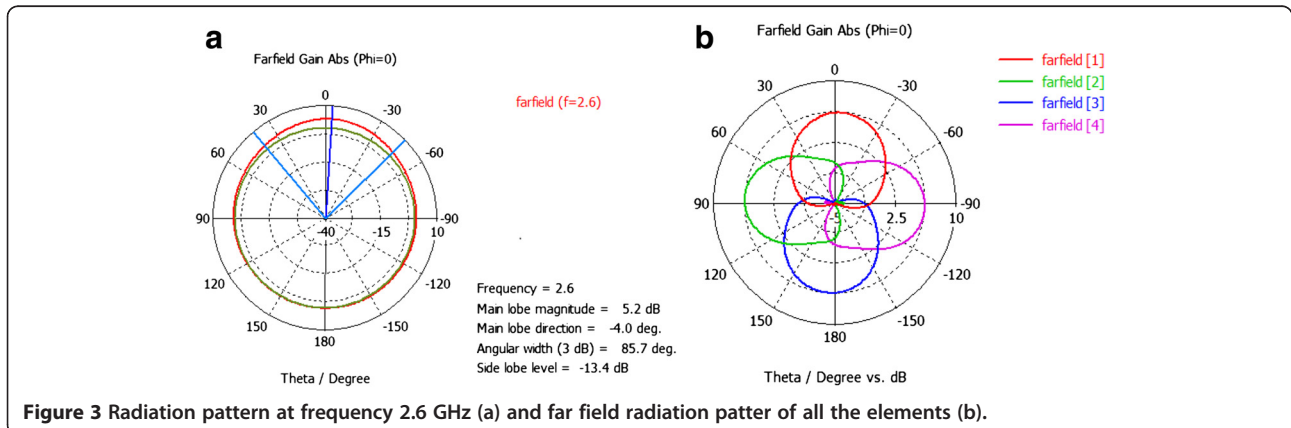 a
Farfield Gain Abs (Phi=0)
0
30
-30
60
-60
90
-90
-40
-15
10
120
-120
150
-150
180
Theta / Degree
farfield (f=2.6)
Frequency = 2.6
Main lobe magnitude = 5.2 dB
Main lobe direction = -4.0 deg.
Angular width (3 dB) = 85.7 deg.
Side lobe level = -13.4 dB
b
Farfield Gain Abs (Phi=0)
0
30
-30
60
-60
90
-90
-5
2.5
10
120
-120
150
-150
180
Theta / Degree vs. dB
farfield [1]
farfield [2]
farfield [3]
farfield [4]
Figure 3 Radiation pattern at frequency 2.6 GHz (a) and far field radiation patter of all the elements (b).